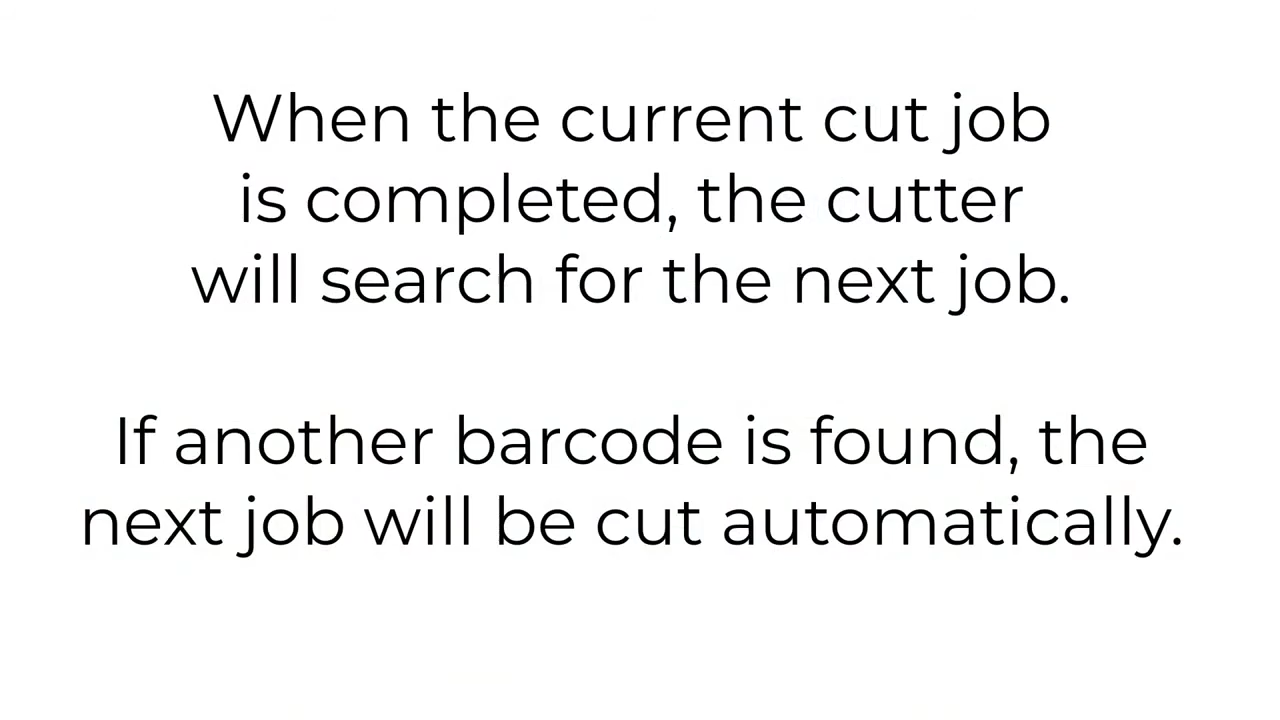 When the current cut job
is completed, the cutter
will search for the next job.
If another barcode is found, the
next job will be cut automatically.